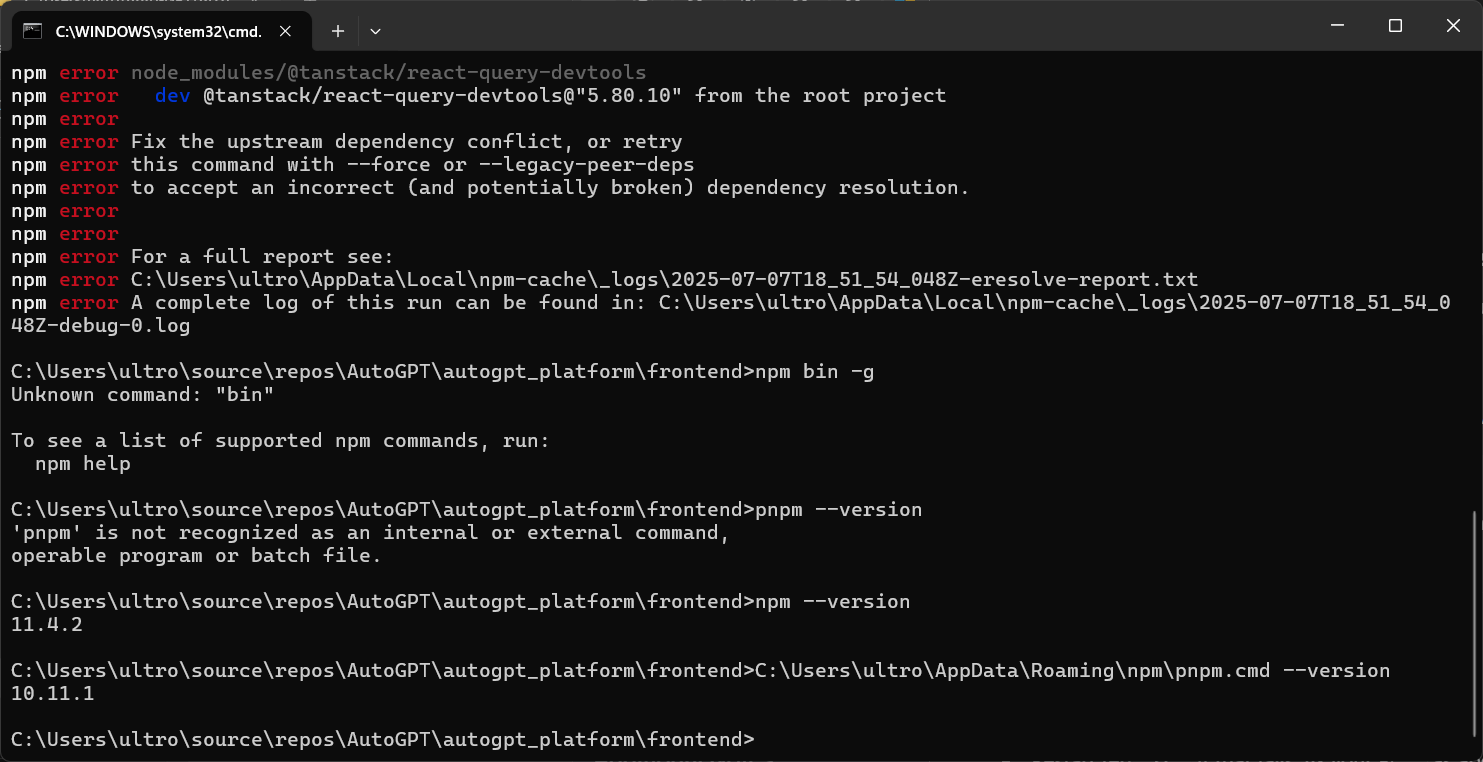 C:\WINDOWS\system32\cmd.
npm error node_modules/@tanstack/react-query-devtools
npm error   dev @tanstack/react-query-devtools@"5.80.10" from the root project
npm error
npm error Fix the upstream dependency conflict, or retry
npm error this command with --force or --legacy-peer-deps
npm error to accept an incorrect (and potentially broken) dependency resolution.
npm error
npm error
npm error For a full report see:
npm error C:\Users\ultro\AppData\Local\npm-cache\_logs\2025-07-07T18_51_54_048Z-eresolve-report.txt
npm error A complete log of this run can be found in: C:\Users\ultro\AppData\Local\npm-cache\_logs\2025-07-07T18_51_54_0
48Z-debug-0.log
C:\Users\ultro\source\repos\AutoGPT\autogpt_platform\frontend>npm bin -g
Unknown command: "bin"
To see a list of supported npm commands, run:
  npm help
C:\Users\ultro\source\repos\AutoGPT\autogpt_platform\frontend>pnpm --version
'pnpm' is not recognized as an internal or external command,
operable program or batch file.
C:\Users\ultro\source\repos\AutoGPT\autogpt_platform\frontend>npm --version
11.4.2
C:\Users\ultro\source\repos\AutoGPT\autogpt_platform\frontend>C:\Users\ultro\AppData\Roaming\npm\pnpm.cmd --version
10.11.1
C:\Users\ultro\source\repos\AutoGPT\autogpt_platform\frontend>